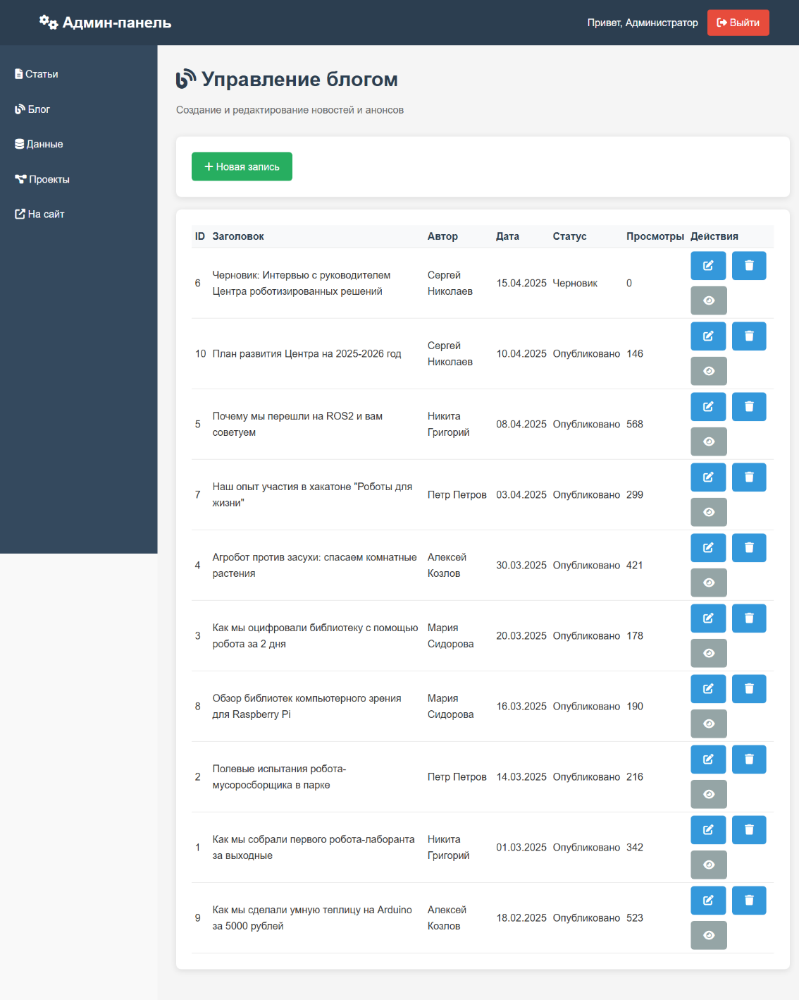 Админ-панель
Привет, Администратор
Выйти
Статьи
Блог
Данные
Проекты
На сайт
Управление блогом
Создание и редактирование новостей и анонсов
Новая запись
ID Заголовок Автор Дата Статус Просмотры Действия
6 Черновик: Интервью с руководителем Центра роботизированных решений Сергей Николаев 15.04.2025 Черновик 0
10 План развития Центра на 2025-2026 год Сергей Николаев 10.04.2025 Опубликовано 146
5 Почему мы перешли на ROS2 и вам советуем Никита Григорий 08.04.2025 Опубликовано 568
7 Наш опыт участия в хакатоне "Роботы для жизни" Петр Петров 03.04.2025 Опубликовано 299
4 Агробот против засухи: спасаем комнатные растения Алексей Козлов 30.03.2025 Опубликовано 421
3 Как мы оцифровали библиотеку с помощью робота за 2 дня Мария Сидорова 20.03.2025 Опубликовано 178
8 Обзор библиотек компьютерного зрения для Raspberry Pi Мария Сидорова 16.03.2025 Опубликовано 190
2 Полевые испытания робота-мусоросборщика в парке Петр Петров 14.03.2025 Опубликовано 216
1 Как мы собрали первого робота-лаборанта за выходные Никита Григорий 01.03.2025 Опубликовано 342
9 Как мы сделали умную теплицу на Arduino за 5000 рублей Алексей Козлов 18.02.2025 Опубликовано 523